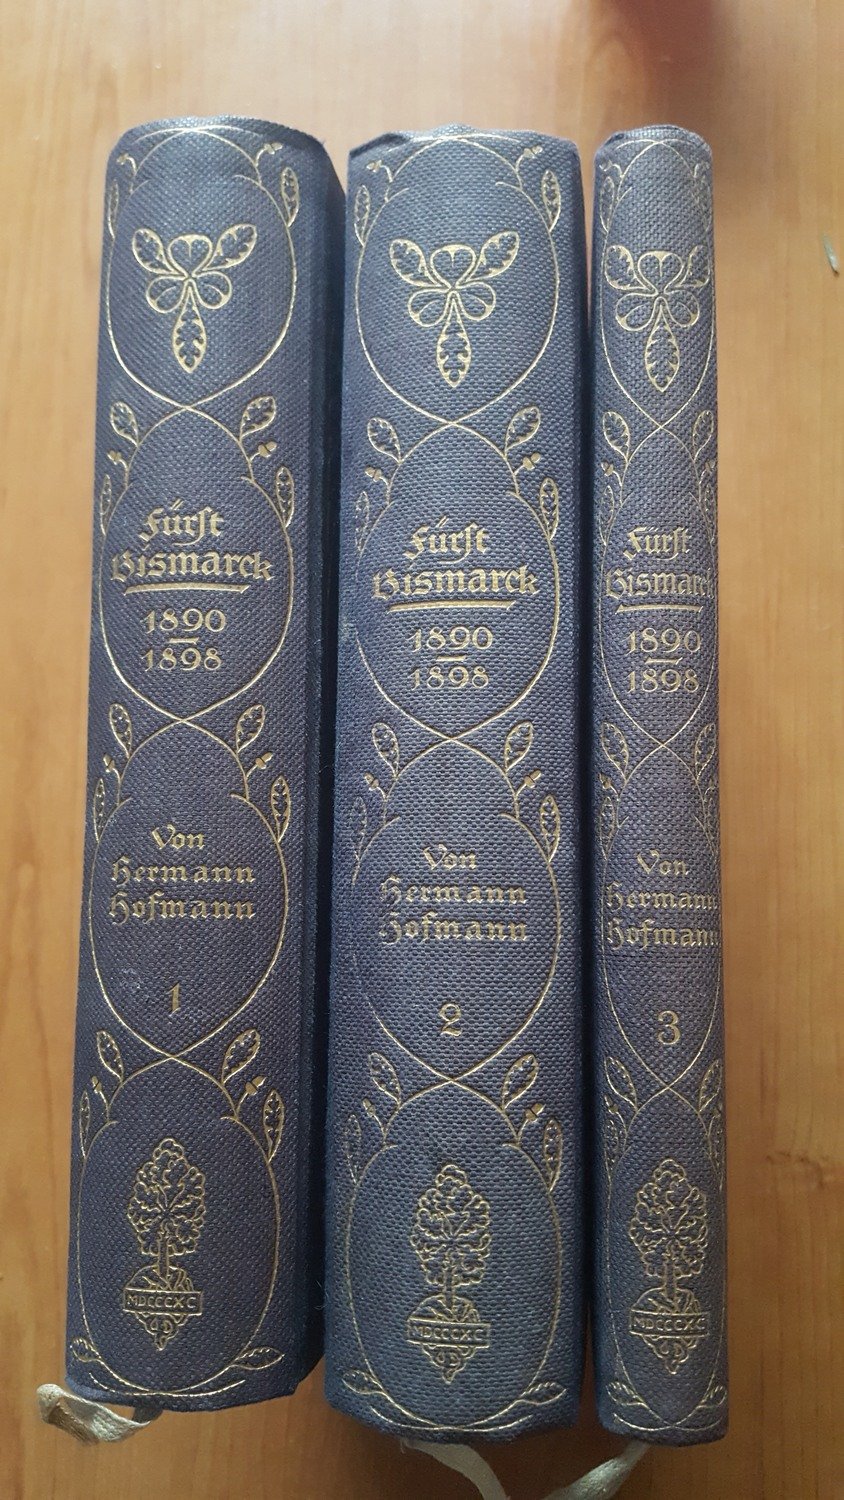 Fürst
Bismarck
1890
1898
Von
Hermann
Hofmann
1
MDCCCXC
Fürst
Bismarck
1890
1898
Von
Hermann
Hofmann
2
MDCCCXC
Fürst
Bismarck
1890
1898
Von
Hermann
Hofmann
3
MDCCCXC